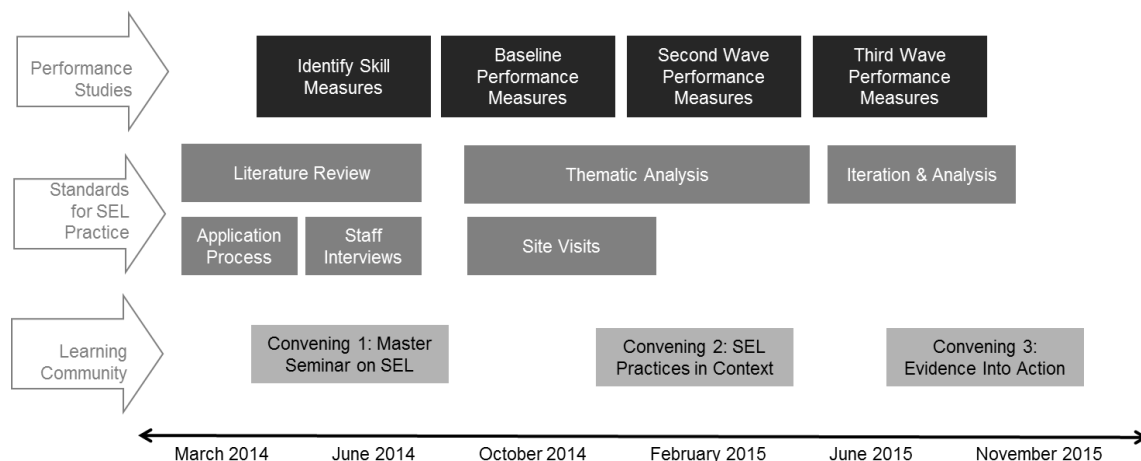 Performance
Studies
Identify Skill
Measures
Baseline
Performance
Measures
Second Wave
Performance
Measures
Third Wave
Performance
Measures
Standards
for SEL
Practice
Literature Review
Thematic Analysis
Iteration & Analysis
Application
Process
Staff
Interviews
Site Visits
Learning
Community
Convening 1: Master
Seminar on SEL
Convening 2: SEL
Practices in Context
Convening 3:
Evidence Into Action
March 2014
June 2014
October 2014
February 2015
June 2015
November 2015